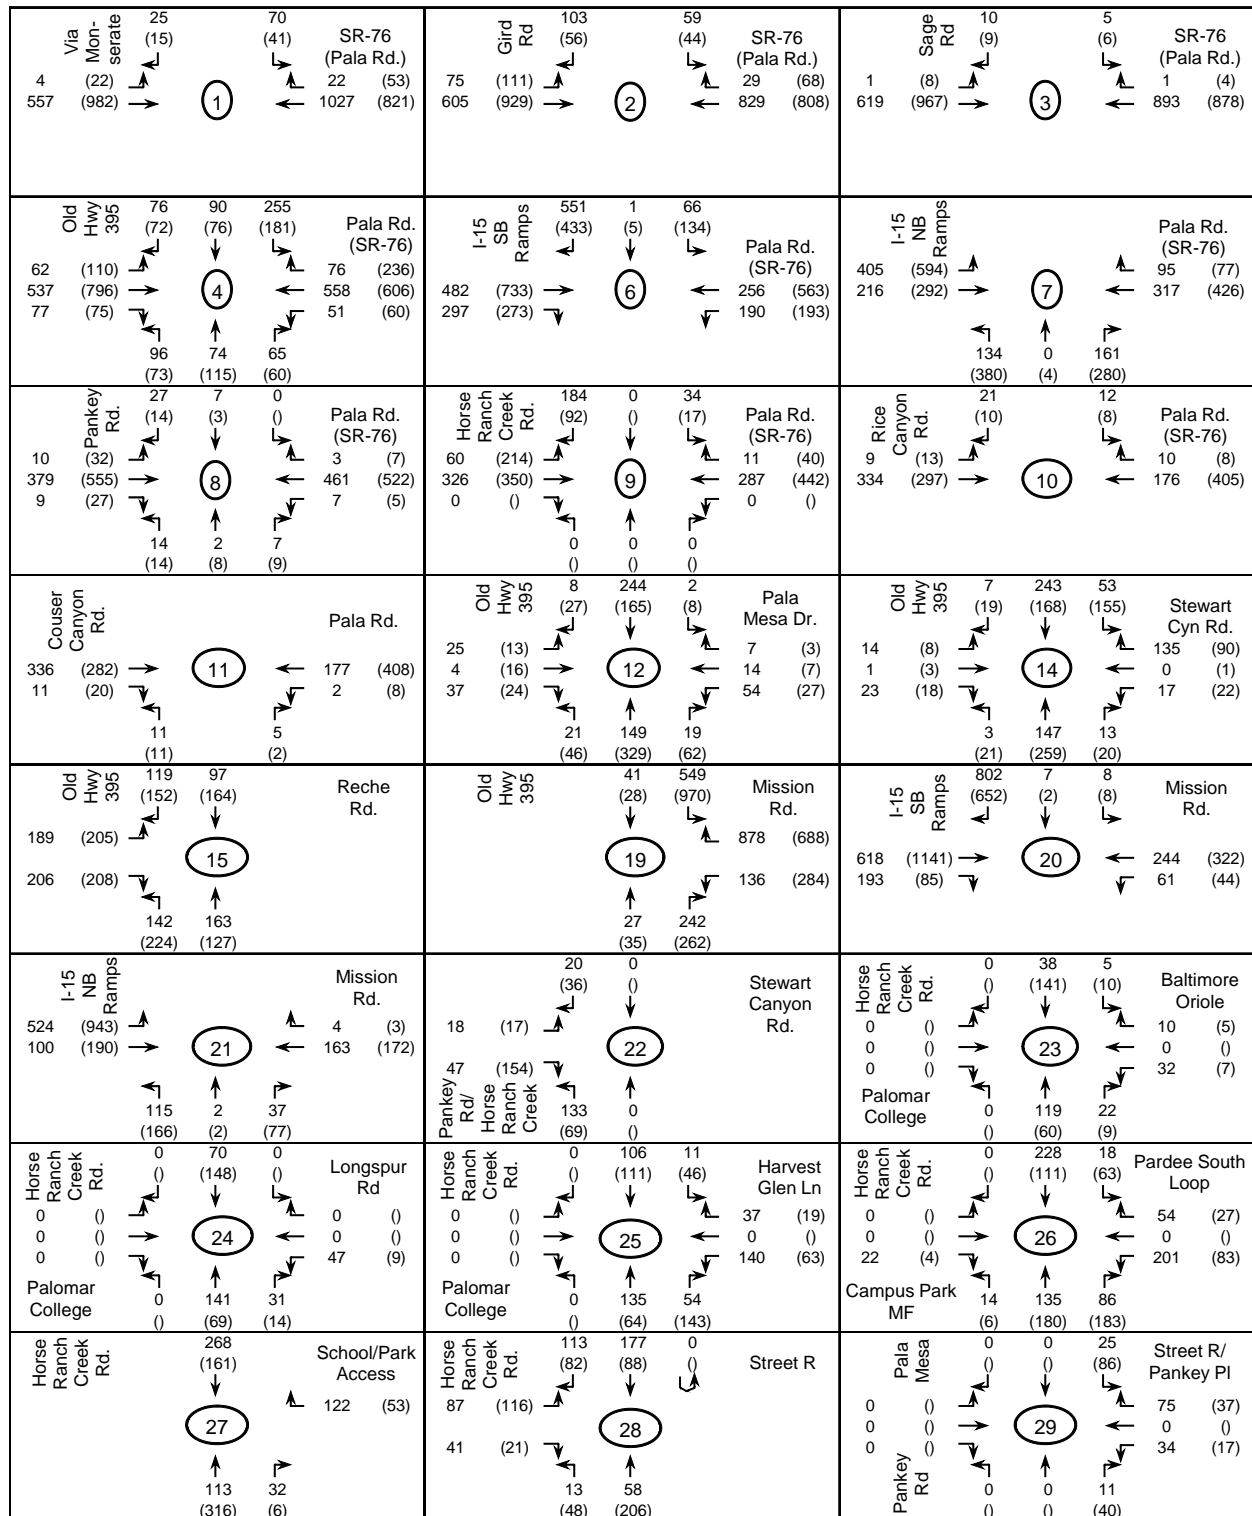 Via Mon- serate
25 70
(15) (41)
SR-76
(Pala Rd.)
4 (22) 22 (53)
557 (982) 1 1027 (821)
Gird Rd
103 59
(56) (44)
SR-76
(Pala Rd.)
75 (111) 29 (68)
605 (929) 2 829 (808)
Sage Rd
10 5
(9) (6)
SR-76
(Pala Rd.)
1 (8) 1 (4)
619 (967) 3 893 (878)
Old Hwy 395
76 90 255
(72) (76) (181)
Pala Rd.
(SR-76)
62 (110) 76 (236)
537 (796) 4 558 (606)
77 (75) 51 (60)
96 74 65
(73) (115) (60)
I-15 SB Ramps
551 1 66
(433) (5) (134)
Pala Rd.
(SR-76)
482 (733) 6 256 (563)
297 (273) 190 (193)
I-15 NB Ramps
Pala Rd.
(SR-76)
405 (594) 95 (77)
216 (292) 7 317 (426)
134 0 161
(380) (4) (280)
Pankey Rd.
27 7 0
(14) (3) ()
Pala Rd.
(SR-76)
10 (32) 3 (7)
379 (555) 8 461 (522)
9 (27) 7 (5)
14 2 7
(14) (8) (9)
Horse Ranch Creek Rd.
184 0 34
(92) () (17)
Pala Rd.
(SR-76)
60 (214) 11 (40)
326 (350) 9 287 (442)
0 () 0 ()
0 0 0
() () ()
Rice Canyon Rd.
21 12
(10) (8)
Pala Rd.
(SR-76)
9 (13) 10 (8)
334 (297) 10 176 (405)
Couser Canyon Rd.
Pala Rd.
336 (282) 11 177 (408)
11 (20) 2 (8)
11 5
(11) (2)
Old Hwy 395
8 244 2
(27) (165) (8)
Pala
Mesa Dr.
25 (13) 7 (3)
4 (16) 12 14 (7)
37 (24) 54 (27)
21 149 19
(46) (329) (62)
Old Hwy 395
7 243 53
(19) (168) (155)
Stewart
Cyn Rd.
14 (8) 135 (90)
1 (3) 14 0 (1)
23 (18) 17 (22)
3 147 13
(21) (259) (20)
Old Hwy 395
119 97
(152) (164)
Reche
Rd.
189 (205)
15
206 (208)
142 163
(224) (127)
Old Hwy 395
41 549
(28) (970)
Mission
Rd.
878 (688)
19
136 (284)
27 242
(35) (262)
I-15 SB Ramps
802 7 8
(652) (2) (8)
Mission
Rd.
618 (1141) 20 244 (322)
193 (85) 61 (44)
I-15 NB Ramps
Mission
Rd.
524 (943) 4 (3)
100 (190) 21 163 (172)
115 2 37
(166) (2) (77)
20 0
(36) ()
Stewart
Canyon
Rd.
18 (17)
22
47 (154)
Pankey Rd/ Horse Ranch Creek
133 0
(69) ()
Horse Ranch Creek Rd.
0 38 5
() (141) (10)
Baltimore
Oriole
0 () 10 (5)
0 () 23 0 ()
0 () 32 (7)
Palomar
College
0 119 22
() (60) (9)
Horse Ranch Creek Rd.
0 70 0
() (148) ()
Longspur
Rd
0 () 0 ()
0 () 24 0 ()
0 () 47 (9)
Palomar
College
0 141 31
() (69) (14)
Horse Ranch Creek Rd.
0 106 11
() (111) (46)
Harvest
Glen Ln
0 () 37 (19)
0 () 25 0 ()
0 () 140 (63)
Palomar
College
0 135 54
() (64) (143)
Horse Ranch Creek Rd.
0 228 18
() (111) (63)
Pardee South
Loop
0 () 54 (27)
0 () 26 0 ()
22 (4) 201 (83)
Campus Park
MF
14 135 86
(6) (180) (183)
Horse Ranch Creek Rd.
268
(161)
School/Park
Access
122 (53)
27
113 32
(316) (6)
Horse Ranch Creek Rd.
113 177 0
(82) (88) ()
Street R
87 (116)
28
41 (21)
13 58
(48) (206)
Pala Mesa
0 0 25
() () (86)
Street R/
Pankey Pl
0 () 75 (37)
0 () 29 0 ()
0 () 34 (17)
Pankey Rd
0 0 11
() () (40)